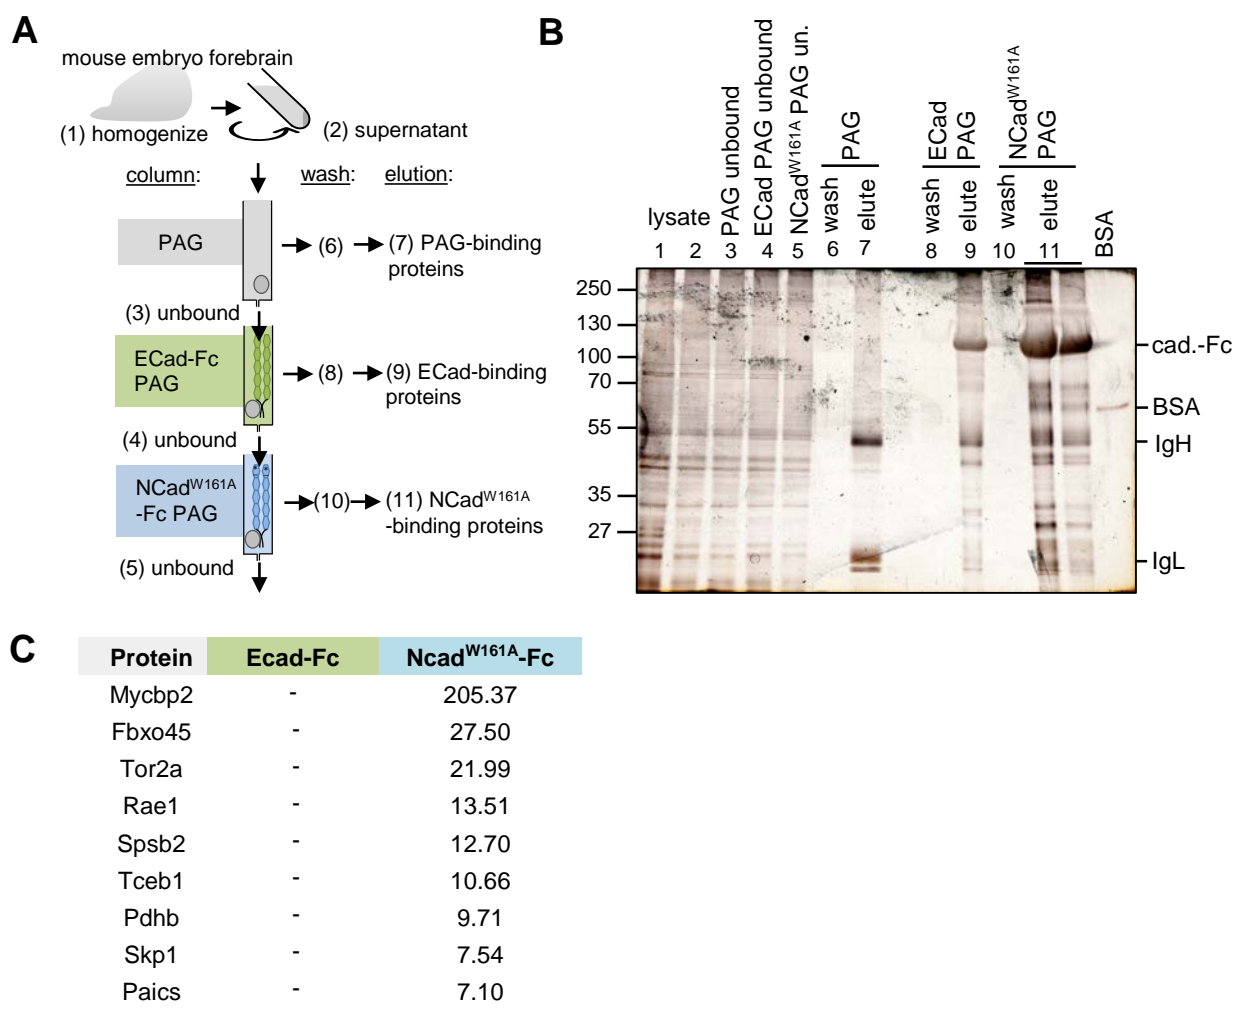 A
mouse embryo forebrain
(1) homogenize
(2) supernatant
column:
wash:
elution:
PAG
(6)
(7) PAG-binding
proteins
(3) unbound
ECad-Fc
PAG
(8)
(9) ECad-binding
proteins
(4) unbound
NCadW161A
-Fc PAG
(10)
(11) NCadW161A
-binding proteins
(5) unbound
B
lysate
PAG unbound
ECad PAG unbound
NCadW161A PAG un.
PAG
wash
elute
ECad
PAG
wash
elute
NCadW161A
PAG
wash
elute
BSA
1 2 3 4 5 6 7 8 9 10 11
250
130
100
70
55
35
27
cad.-Fc
BSA
IgH
IgL
C
Protein Ecad-Fc NcadW161A-Fc
Mycbp2 - 205.37
Fbxo45 - 27.50
Tor2a - 21.99
Rae1 - 13.51
Spsb2 - 12.70
Tceb1 - 10.66
Pdhb - 9.71
Skp1 - 7.54
Paics - 7.10